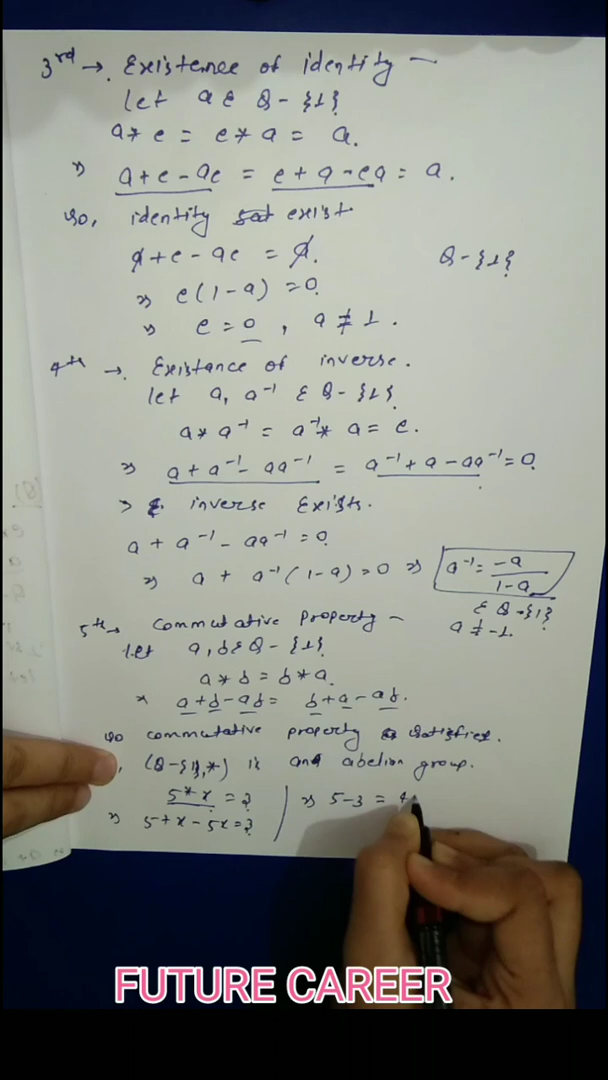 3rd → Existence of identity –
let a ε Q - {1}
a * e = e * a = a.
⇒ a + e - ae = e + a - ea = a.
so, identity exist
a + e - ae = a. Q - {1}
⇒ e(1-a) = 0
⇒ e = 0, a ≠ 1.
4th → Existance of inverse.
let a, a⁻¹ ε Q - {1}
a * a⁻¹ = a⁻¹ * a = e.
⇒ a + a⁻¹ - aa⁻¹ = a⁻¹ + a - aa⁻¹ = 0
⇒ inverse Exists.
a + a⁻¹ - aa⁻¹ = 0
⇒ a + a⁻¹(1-a) = 0 ⇒ a⁻¹ = -a/1-a
ε Q - {1}
a ≠ -1.
5th → Commutative Property –
let a, b ε Q - {1}
a * b = b * a.
a + b - ab = b + a - ab.
so commutative property satisfies.
(Q - {1}, *) is and abelian group.
5 * x = 3 ⇒ 5 - 3 = 4
⇒ 5 + x - 5x = 3
FUTURE CAREER